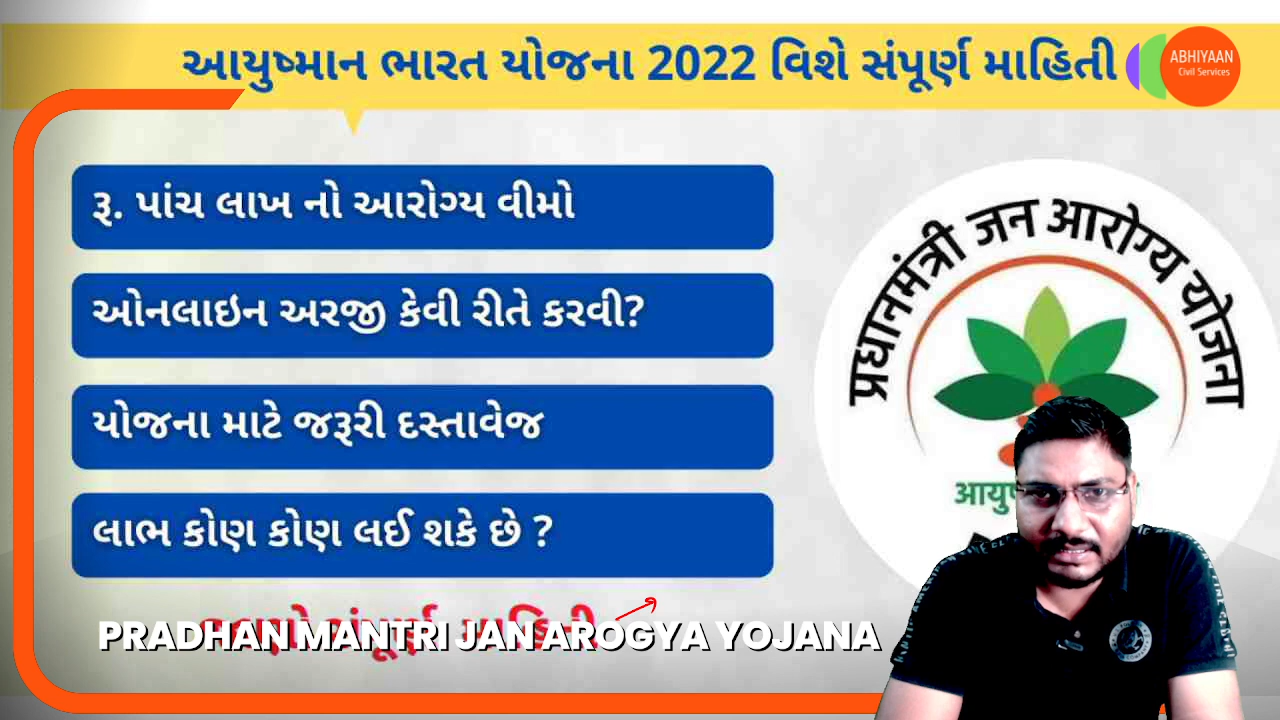 આયુષ્માન ભારત યોજના 2022 વિશે સંપૂર્ણ માહિતી
ABHIYAAN
Civil Services
રૂ. પાંચ લાખ નો આરોગ્ય વીમો
ઓનલાઇન અરજી કેવી રીતે કરવી?
યોજના માટે જરૂરી દસ્તાવેજ
લાભ કોણ કોણ લઈ શકે છે ?
प्रधानमंत्री जन आरोग्य योजना
PRADHAN MANTRI JAN AROGYA YOJANA